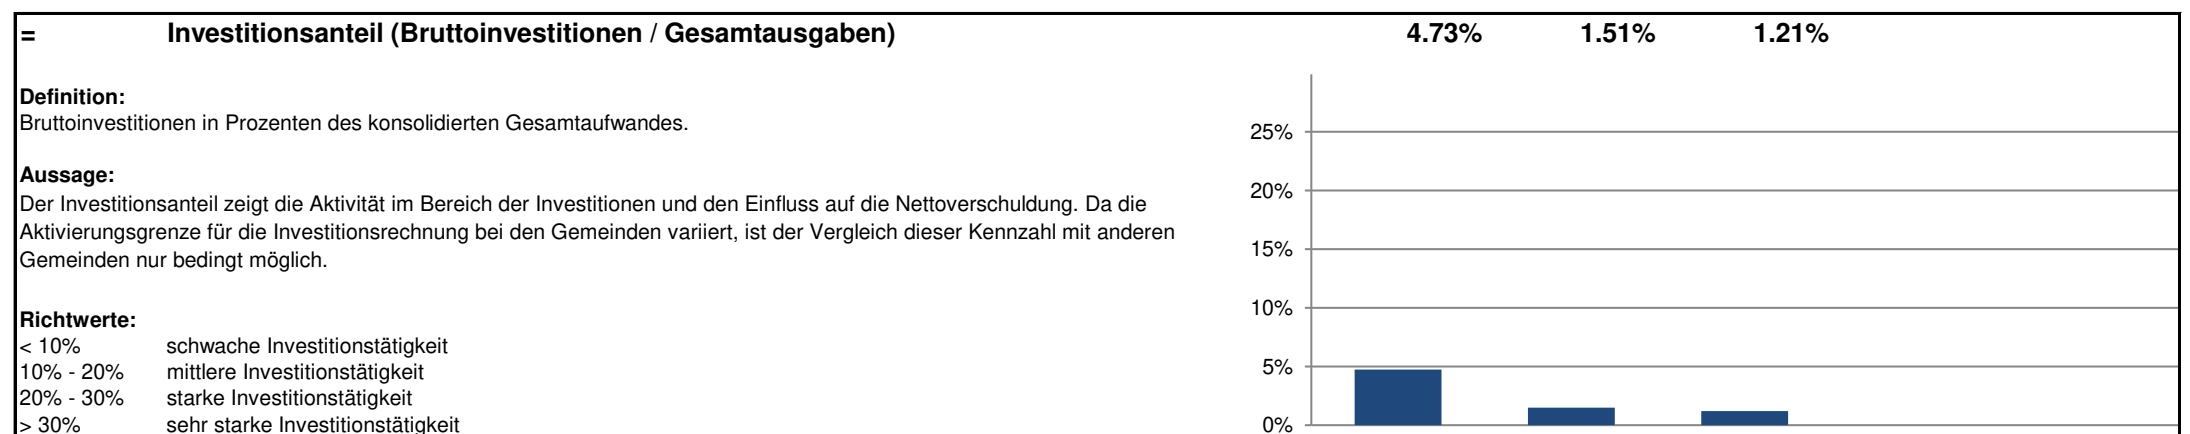 = Investitionsanteil (Bruttoinvestitionen / Gesamtausgaben) 4.73% 1.51% 1.21%
Definition:
Bruttoinvestitionen in Prozenten des konsolidierten Gesamtaufwandes.
Aussage:
Der Investitionsanteil zeigt die Aktivität im Bereich der Investitionen und den Einfluss auf die Nettoverschuldung. Da die
Aktivierungsgrenze für die Investitionsrechnung bei den Gemeinden variiert, ist der Vergleich dieser Kennzahl mit anderen
Gemeinden nur bedingt möglich.
Richtwerte:
< 10% schwache Investitionstätigkeit
10% - 20% mittlere Investitionstätigkeit
20% - 30% starke Investitionstätigkeit
> 30% sehr starke Investitionstätigkeit
25%
20%
15%
10%
5%
0%